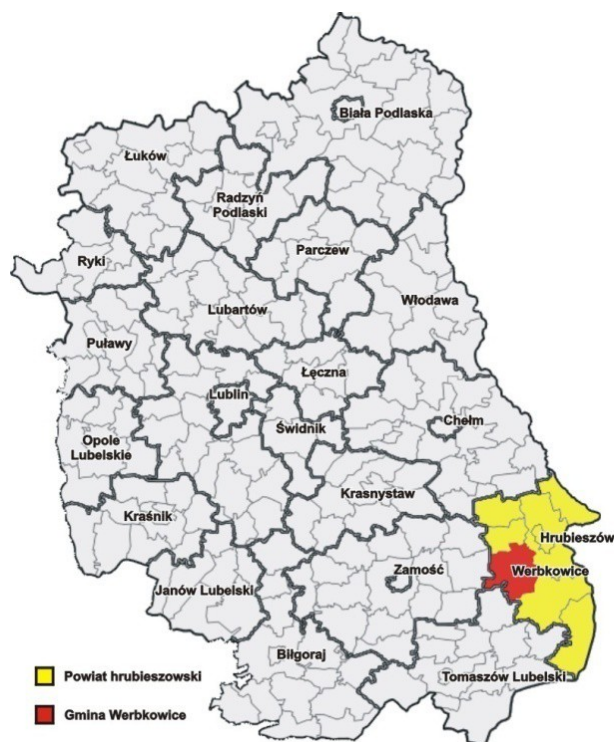 Biała Podlaska
Łuków
Radzyń
Podlaski
Parczew
Ryki
Włodawa
Lubartów
Puławy
Łęczna
Lublin
Chełm
Świdnik
Opole
Lubelskie
Krasnystaw
Kraśnik
Hrubieszów
Zamość
Werbkowice
Janów Lubelski
Biłgoraj
Tomaszów Lubelski
Powiat hrubieszowski
Gmina Werbkowice